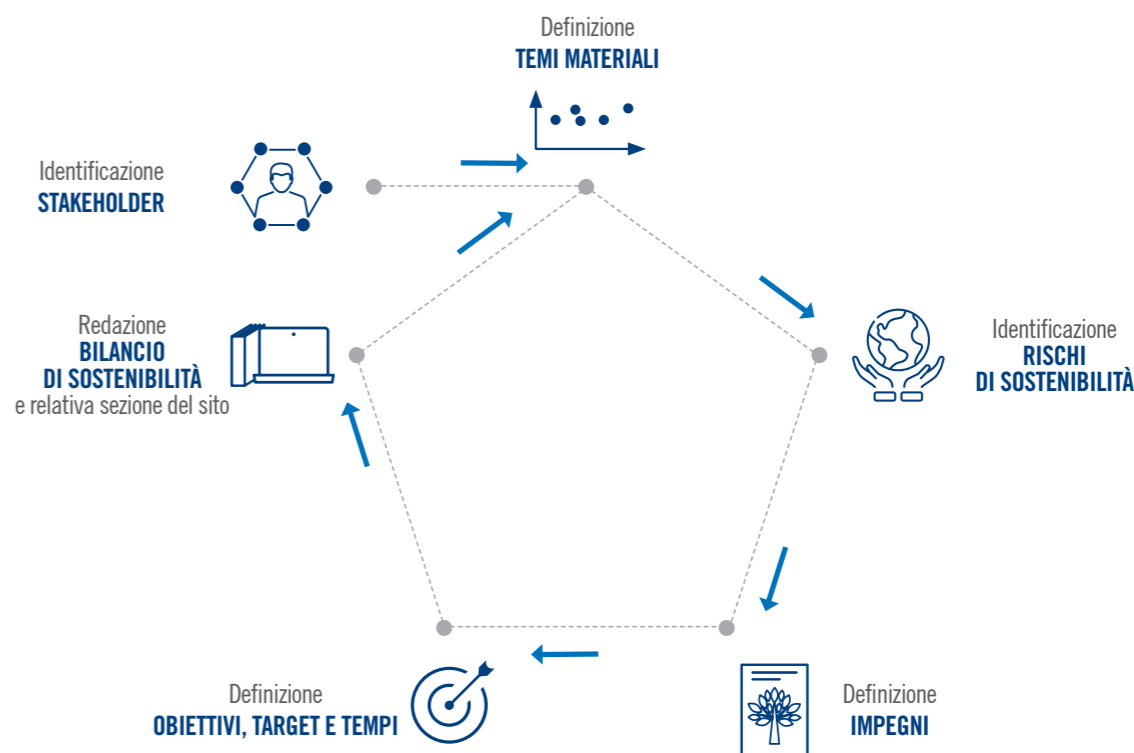 Definizione
TEMI MATERIALI
Identificazione
STAKEHOLDER
Redazione
BILANCIO
DI SOSTENIBILITÀ
e relativa sezione del sito
Identificazione
RISCHI
DI SOSTENIBILITÀ
Definizione
OBIETTIVI, TARGET E TEMPI
Definizione
IMPEGNI